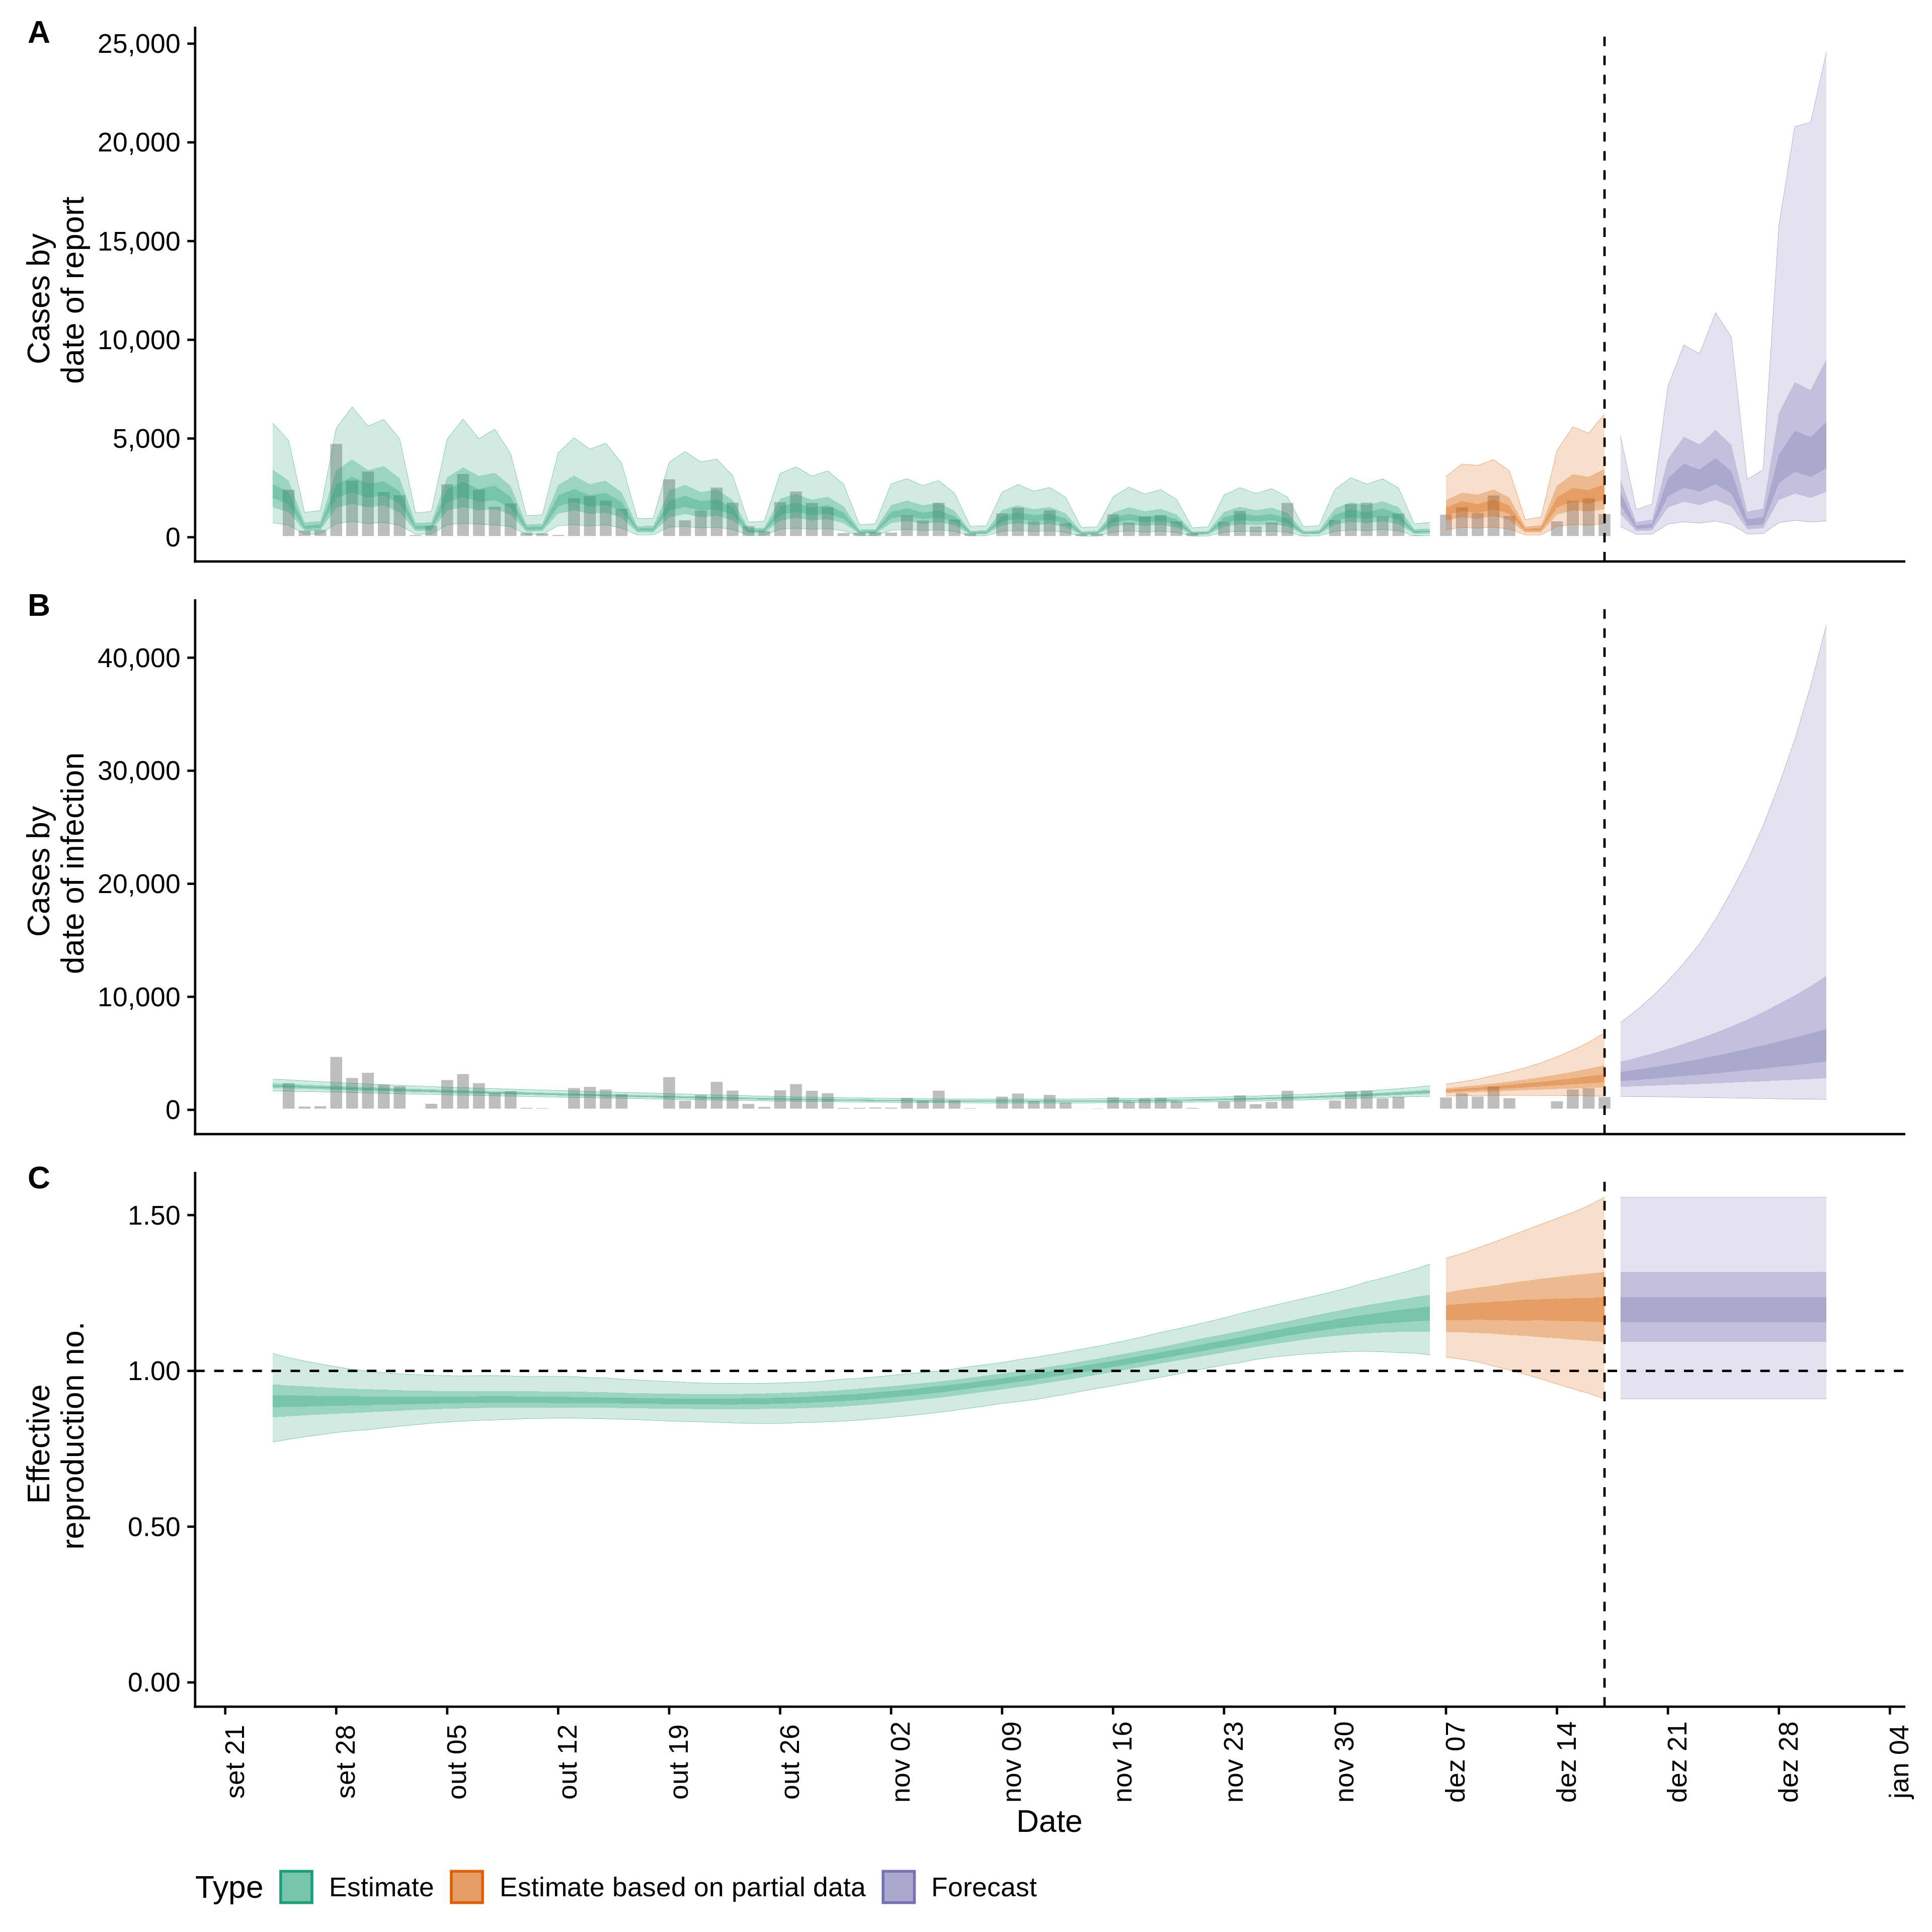 A
25,000
20,000
15,000
10,000
5,000
0
Cases by
date of report
B
40,000
30,000
20,000
10,000
0
Cases by
date of infection
C
1.50
1.00
0.50
0.00
Effective
reproduction no.
set 21
set 28
out 05
out 12
out 19
out 26
nov 02
nov 09
nov 16
nov 23
nov 30
dez 07
dez 14
dez 21
dez 28
jan 04
Date
Type Estimate Estimate based on partial data Forecast